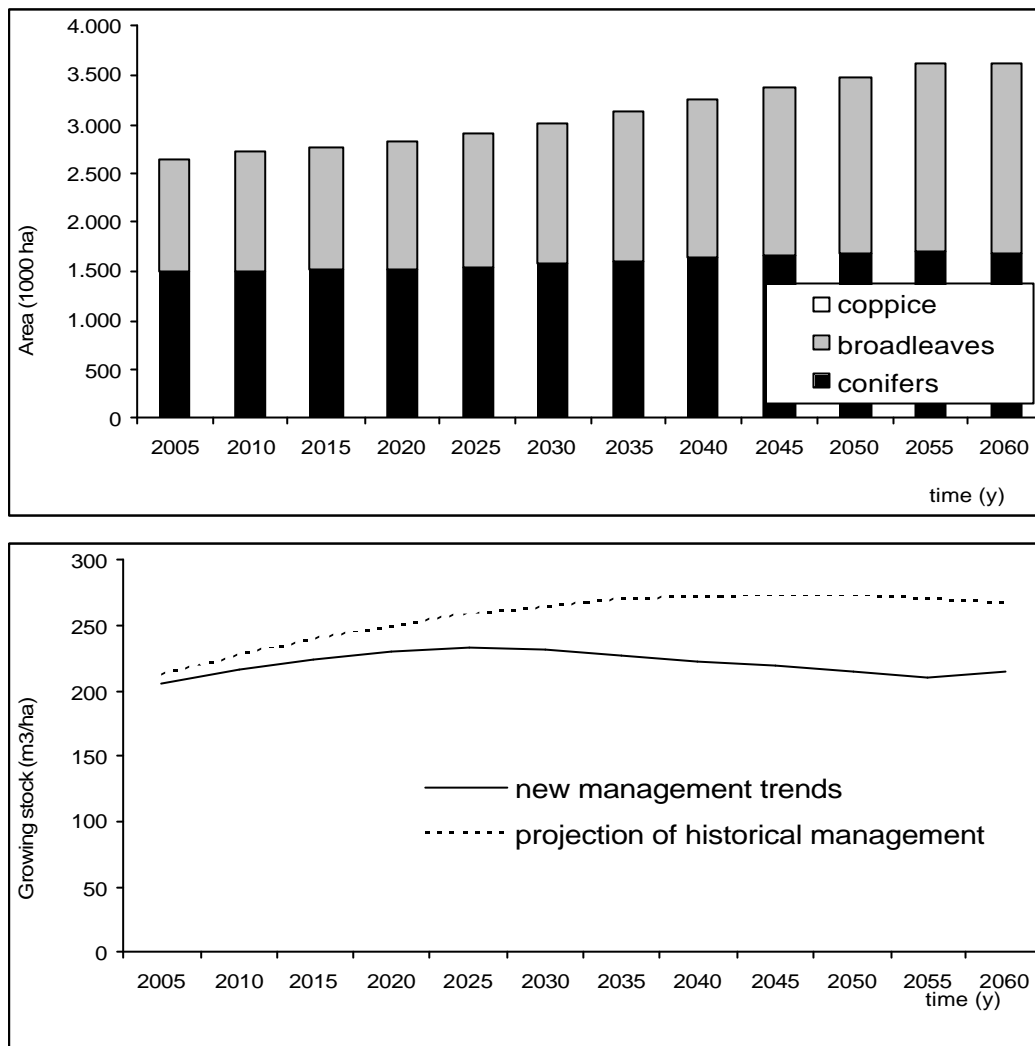 4.000
3.500
3.000
2.500
2.000
1.500
1.000
500
0
Area (1000 ha)
coppice
broadleaves
conifers
2005 2010 2015 2020 2025 2030 2035 2040 2045 2050 2055 2060
time (y)
300
250
200
150
100
50
0
Growing stock (m3/ha)
new management trends
projection of historical management
2005 2010 2015 2020 2025 2030 2035 2040 2045 2050 2055 2060
time (y)